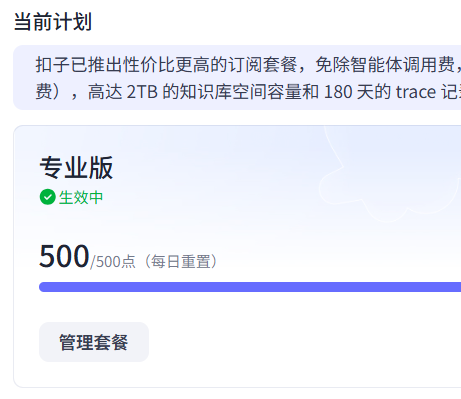 当前计划
扣子已推出性价比更高的订阅套餐，免除智能体调用费，
费），高达 2TB 的知识库空间容量和 180 天的 trace 记
专业版
生效中
500/500点（每日重置）
管理套餐